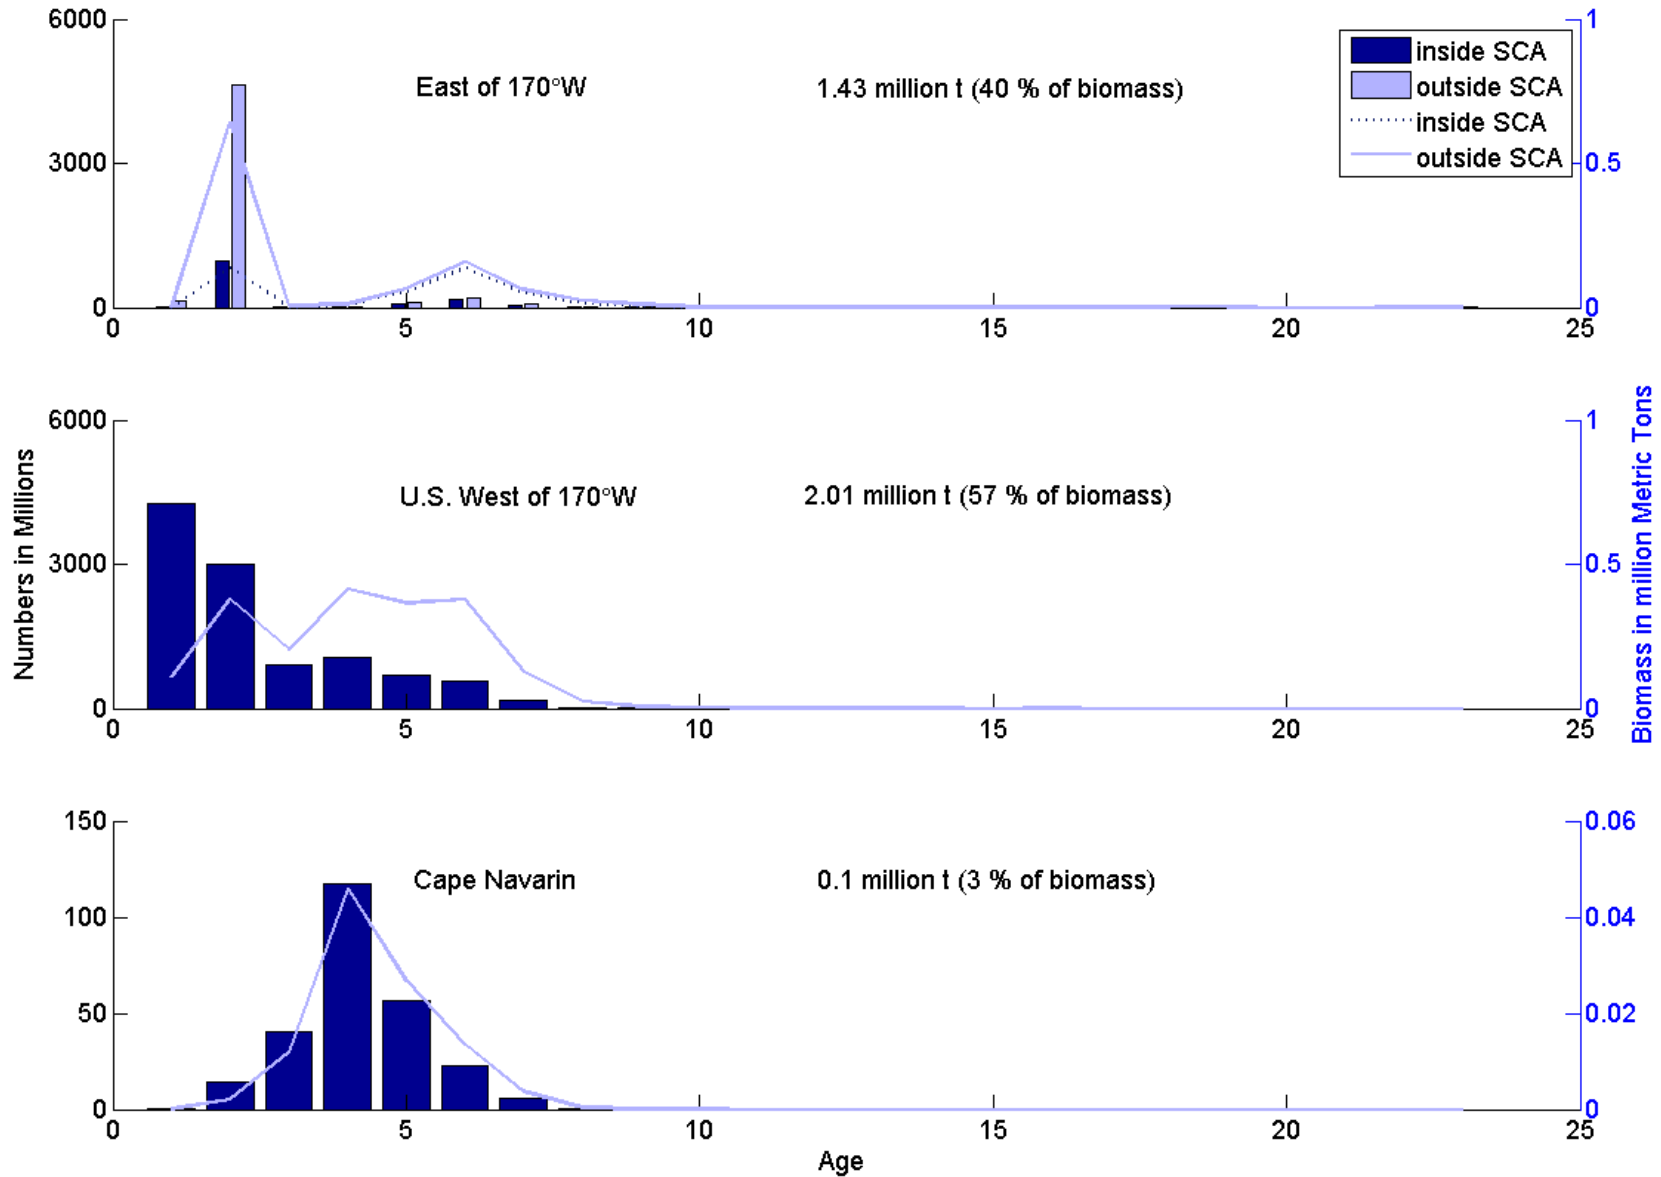 6000
3000
0
0
5
10
15
20
25
1
0.5
0
East of 170°W
1.43 million t (40 % of biomass)
inside SCA
outside SCA
inside SCA
outside SCA
Numbers in Millions
6000
3000
0
0
5
10
15
20
25
1
0.5
0
U.S. West of 170°W
2.01 million t (57 % of biomass)
Biomass in million Metric Tons
150
100
50
0
0
5
10
15
20
25
0.06
0.04
0.02
0
Cape Navarin
0.1 million t (3 % of biomass)
Age